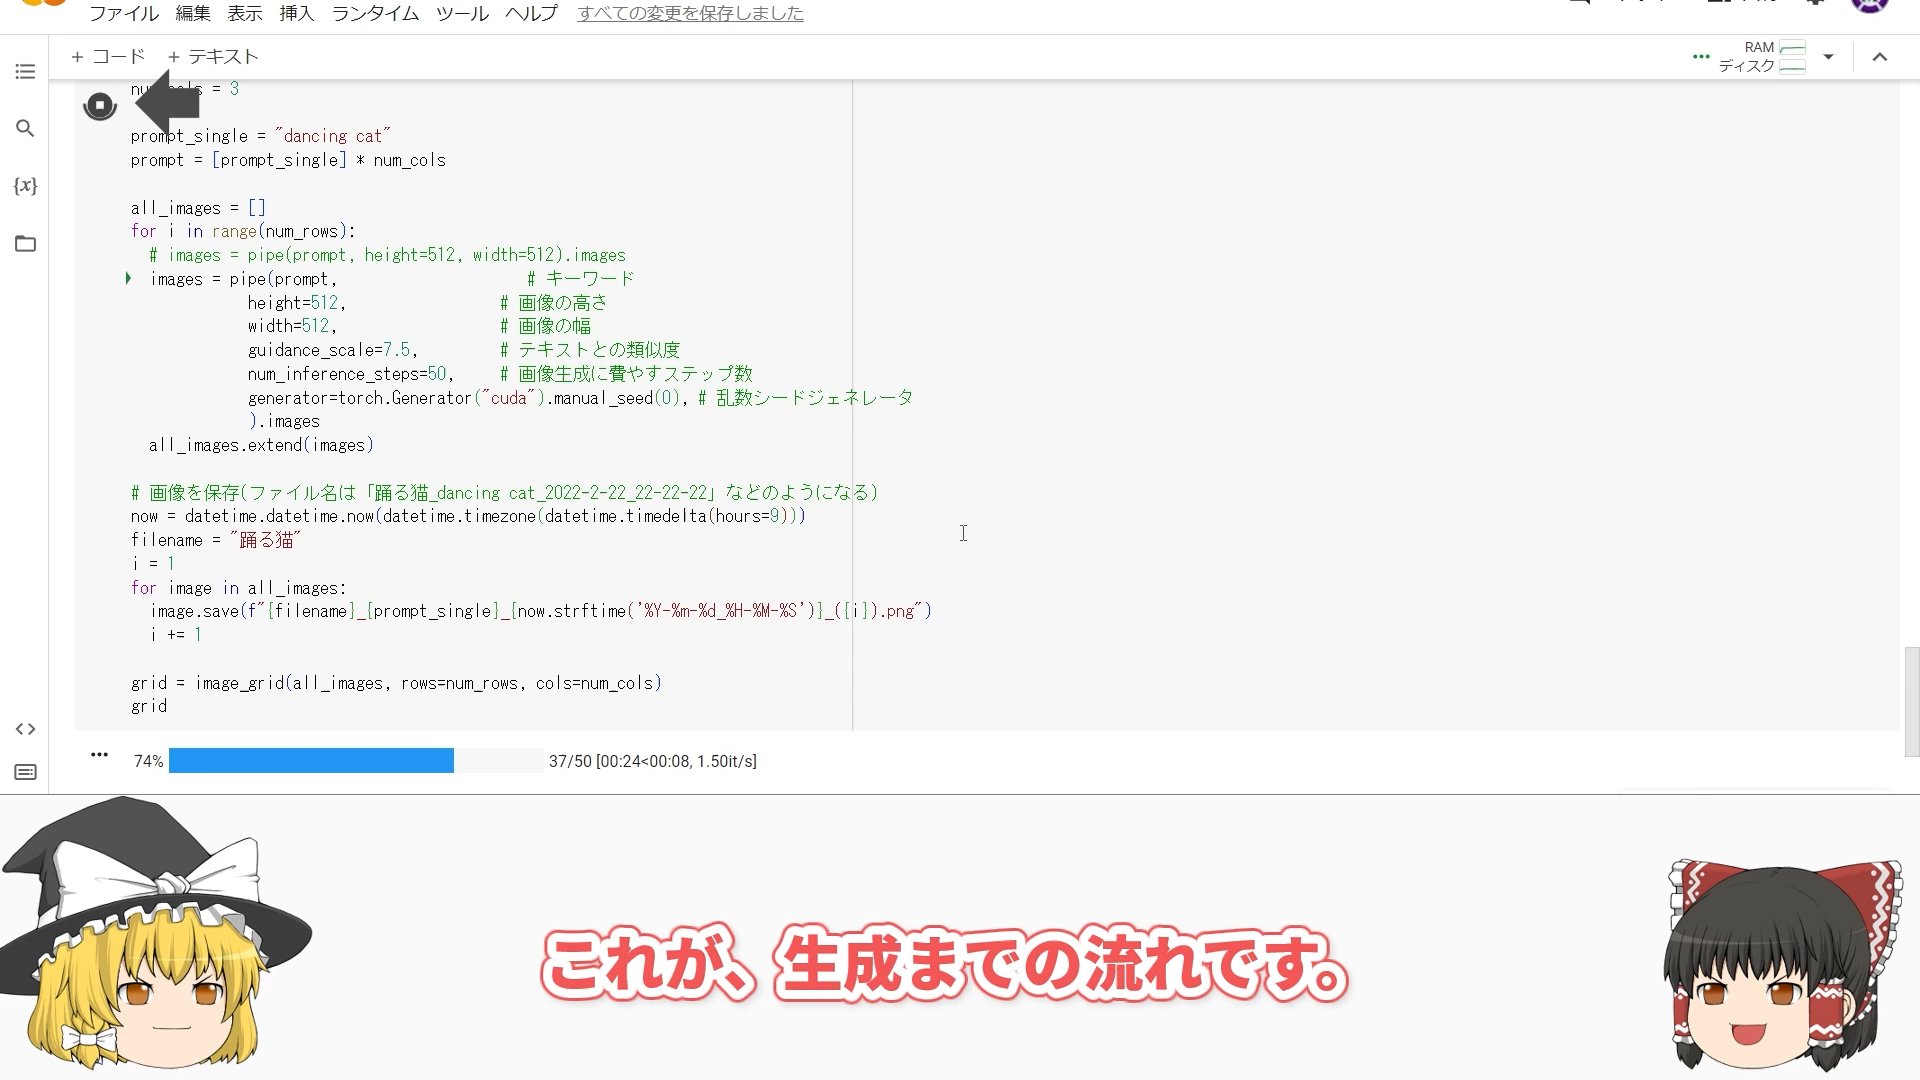 ファイル 編集 表示 挿入 ランタイム ツール ヘルプ すべての変更を保存しました
+ コード + テキスト
RAM
ディスク
{x}
= 3
prompt_single = "dancing cat"
prompt = [prompt_single] * num_cols
all_images = []
for i in range(num_rows):
# images = pipe(prompt, height=512, width=512).images
images = pipe(prompt, # キーワード
height=512, # 画像の高さ
width=512, # 画像の幅
guidance_scale=7.5, # テキストとの類似度
num_inference_steps=50, # 画像生成に費やすステップ数
generator=torch.Generator("cuda").manual_seed(0), # 乱数シードジェネレータ
).images
all_images.extend(images)
# 画像を保存(ファイル名は「踊る猫_dancing cat_2022-2-22_22-22-22」などのようになる)
now = datetime.datetime.now(datetime.timezone(datetime.timedelta(hours=9)))
filename = "踊る猫"
i = 1
for image in all_images:
image.save(f"{filename}_{prompt_single}_{now.strftime('%Y-%m-%d_%H-%M-%S')}_({i}).png")
i += 1
grid = image_grid(all_images, rows=num_rows, cols=num_cols)
grid
74% 37/50 [00:24<00:08, 1.50it/s]
これが、生成までの流れです。